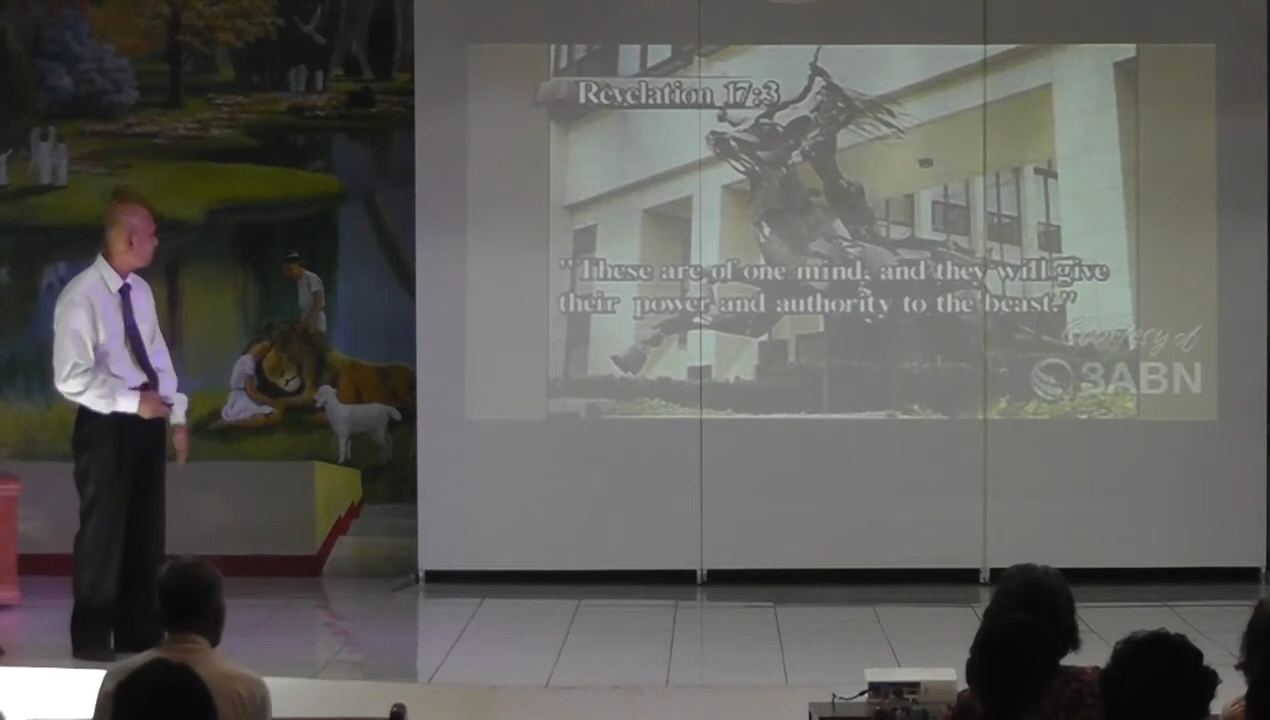 Revelation 17:3
"These are of one mind, and they will give
their power and authority to the beast."
Courtesy of
3ABN